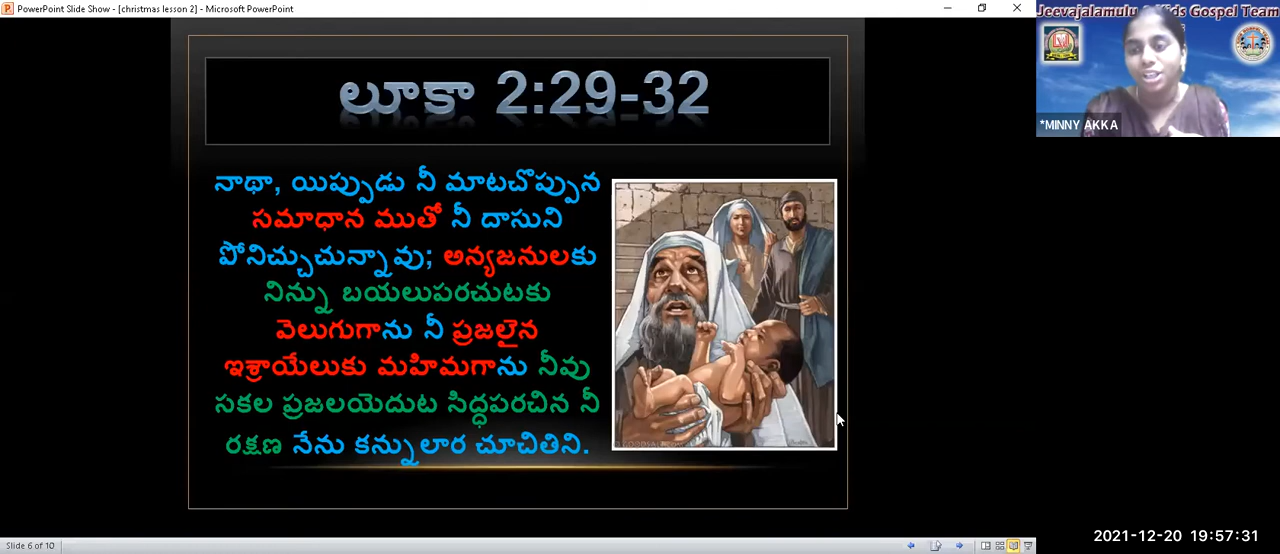 PowerPoint Slide Show - [christmas lesson 2] - Microsoft PowerPoint
Jeevajalamulu Kids Gospel Team
*MINNY AKKA
లూకా 2:29-32
నాథా, యిప్పుడు నీ మాటచొప్పున
సమాధాన ముతో నీ దాసుని
పోనిచ్చుచున్నావు; అన్యజనులకు
నిన్ను బయలుపరచుటకు
వెలుగుగాను నీ ప్రజలైన
ఇశ్రాయేలుకు మహిమగాను నీవు
సకల ప్రజలయెదుట సిద్ధపరచిన నీ
రక్షణ నేను కన్నులార చూచితిని.
2021-12-20 19:57:31
Slide 6 of 10